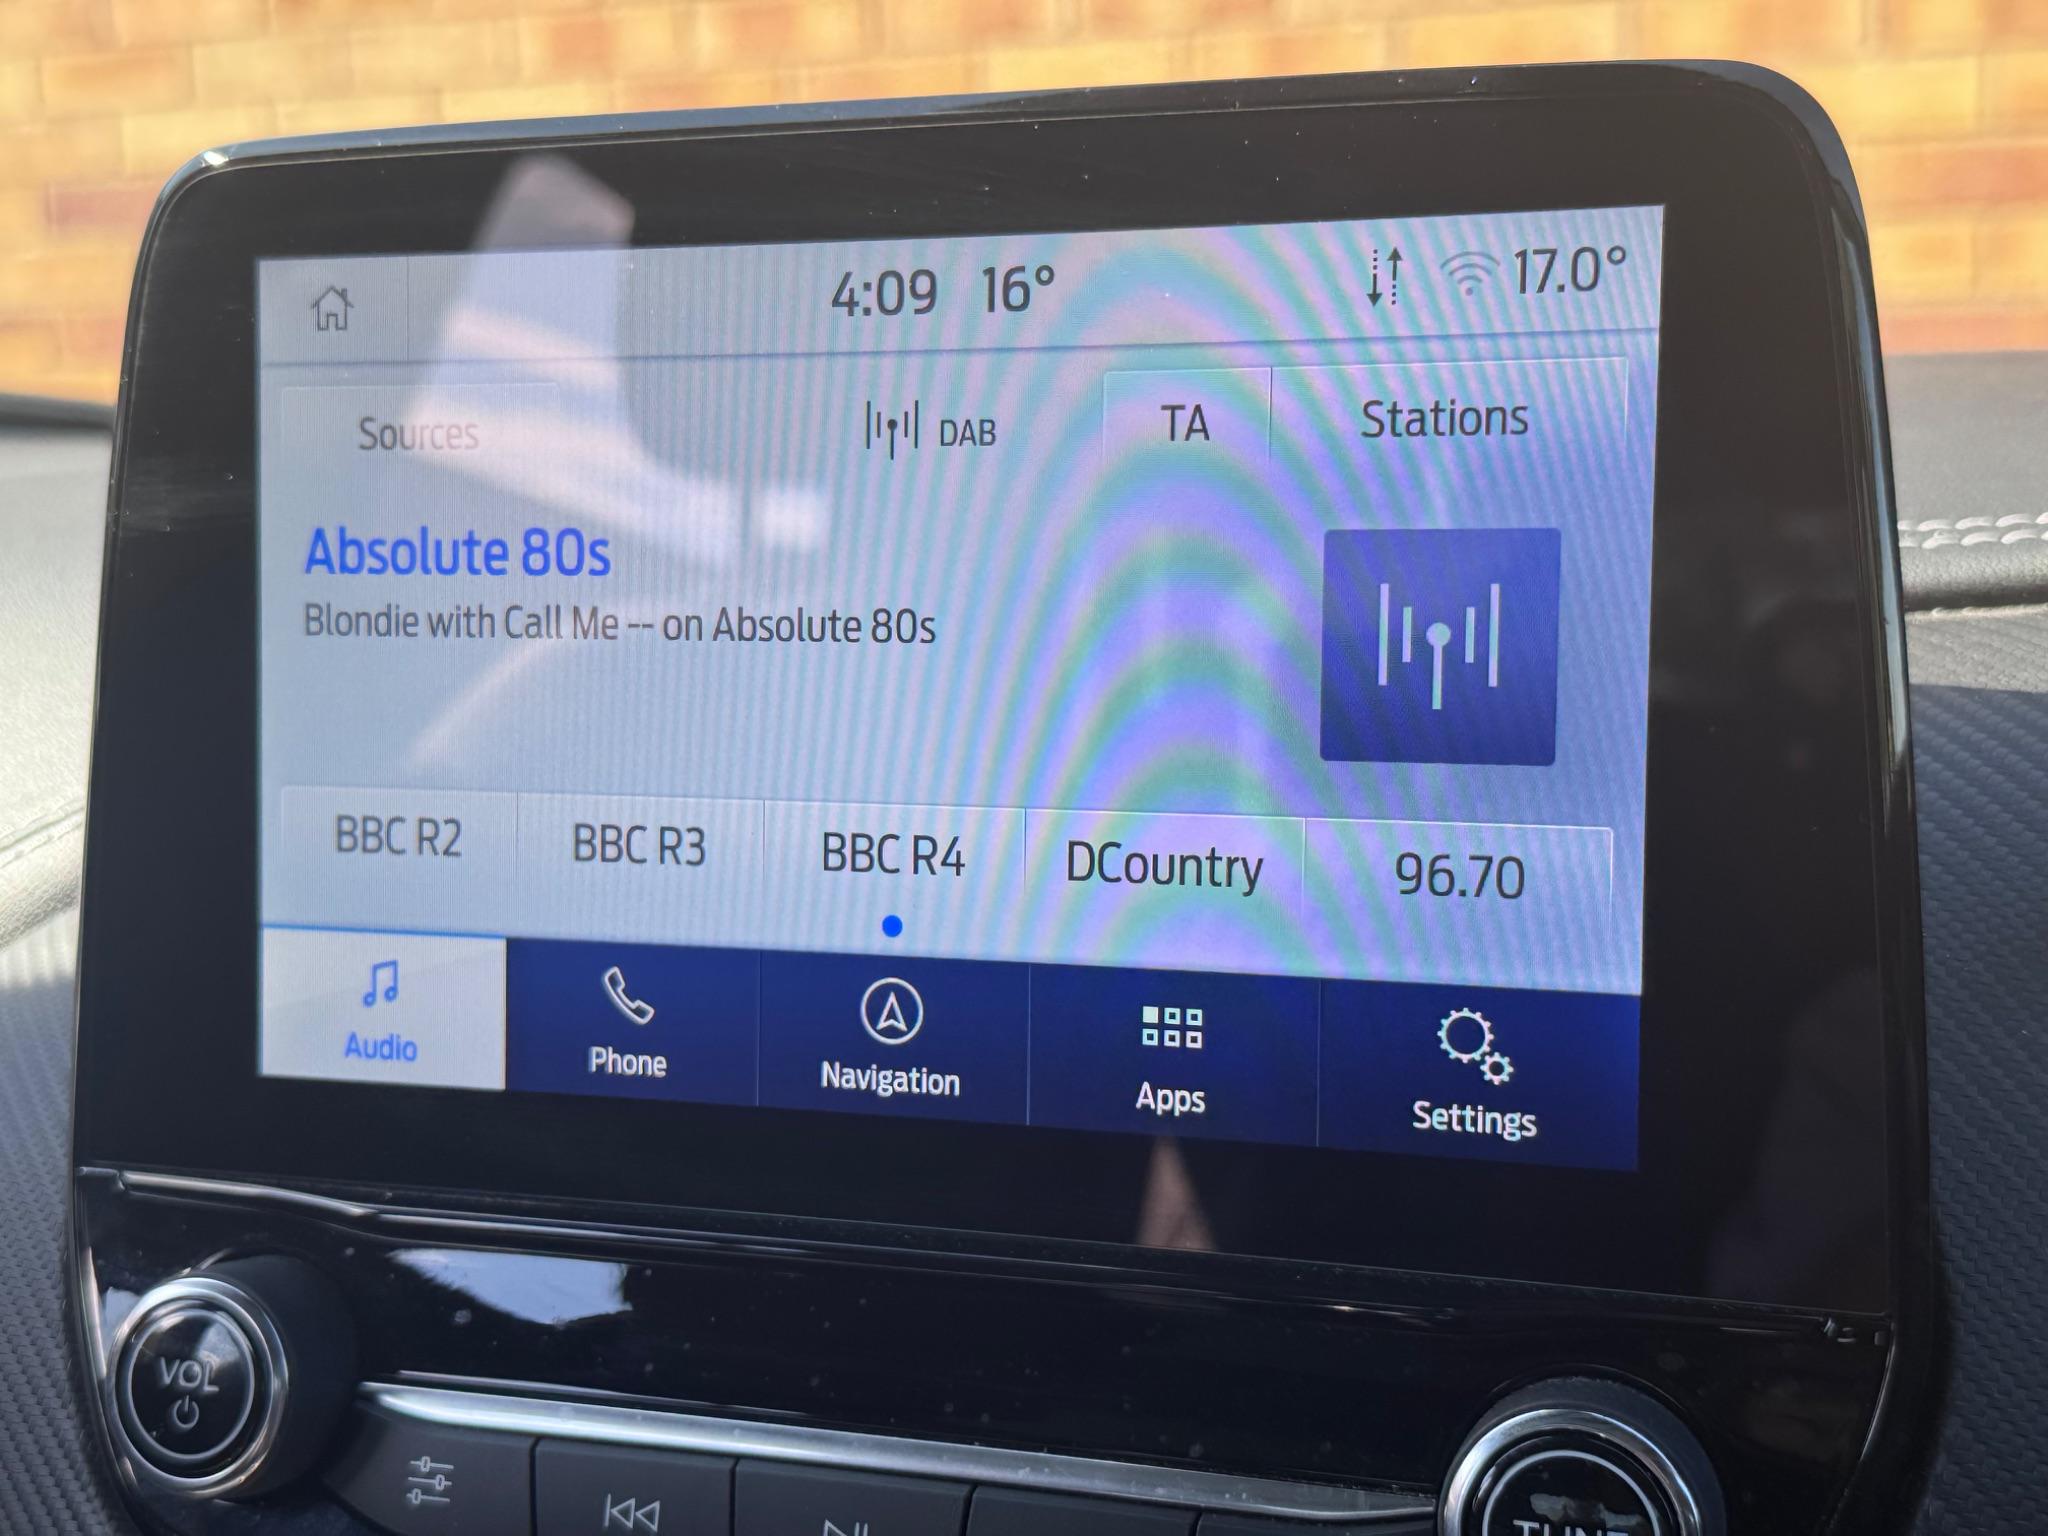 4:09 16° 17.0°
Sources DAB TA Stations
Absolute 80s
Blondie with Call Me -- on Absolute 80s
BBC R2 BBC R3 BBC R4 DCountry 96.70
Audio Phone Navigation Apps Settings
VOL
TUNE